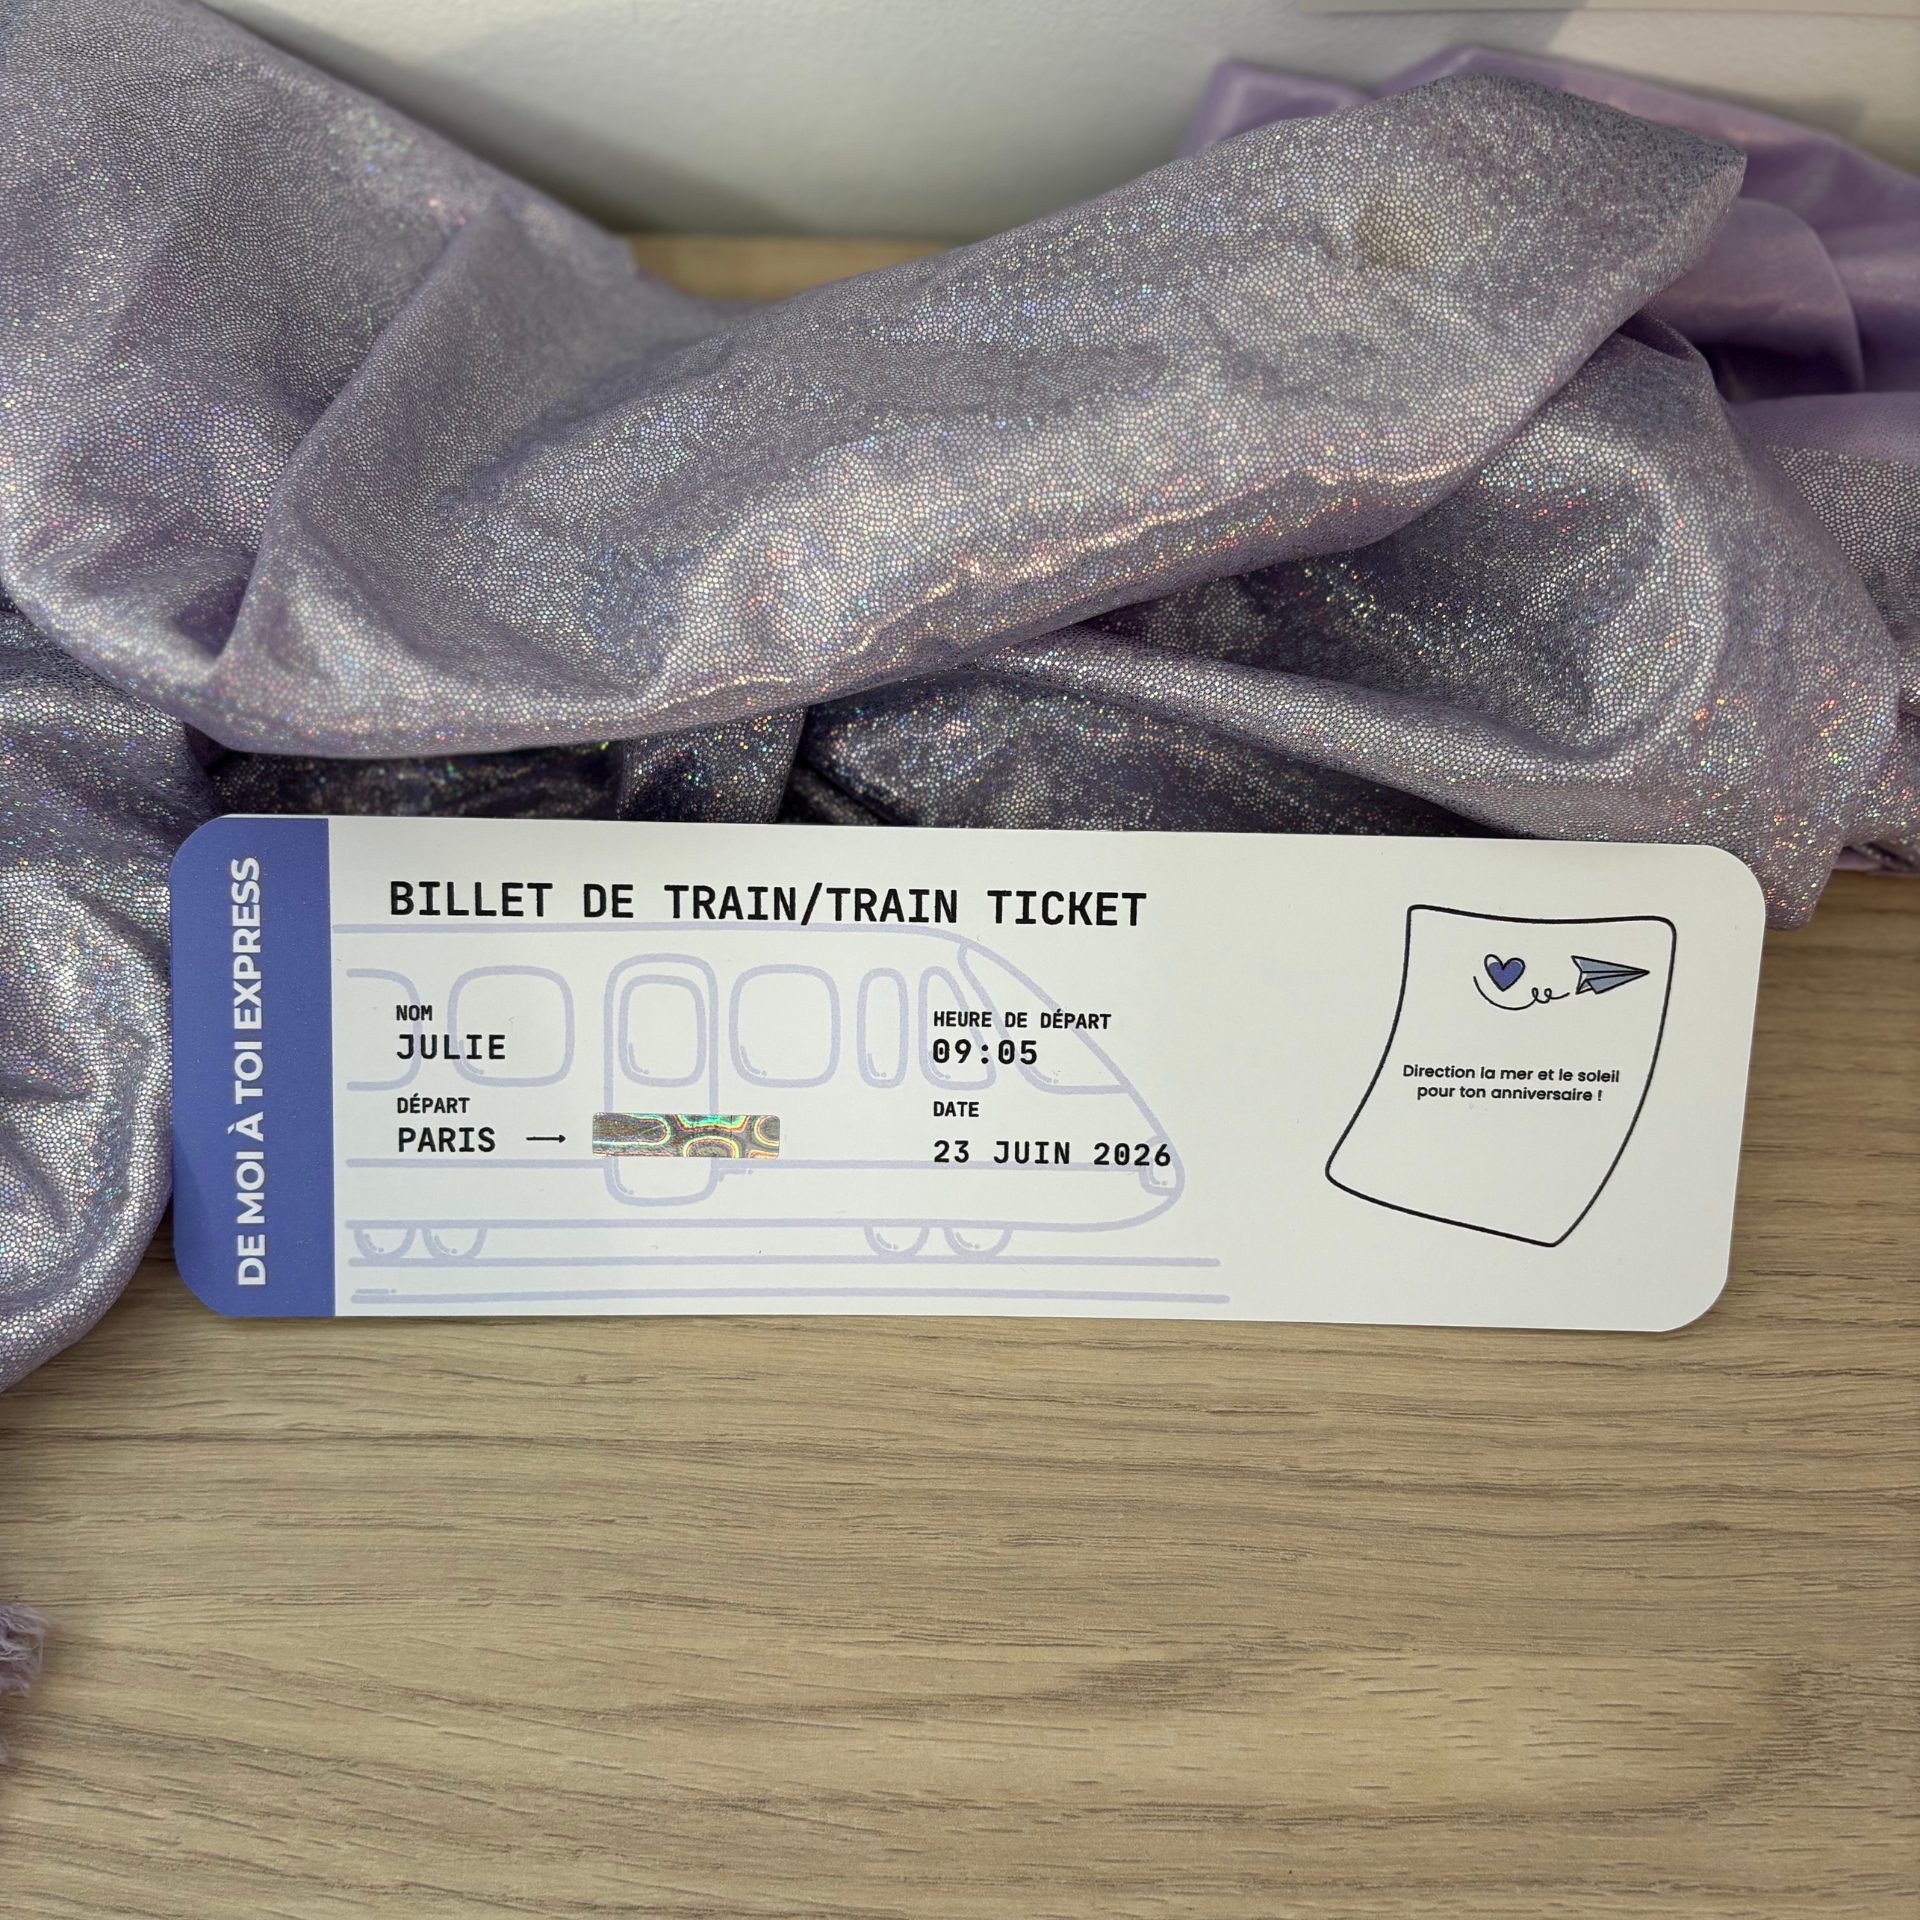 DE MOI À TOI EXPRESS
BILLET DE TRAIN/TRAIN TICKET
NOM
JULIE
HEURE DE DÉPART
09:05
DÉPART
PARIS →
DATE
23 JUIN 2026
Direction la mer et le soleil
pour ton anniversaire !